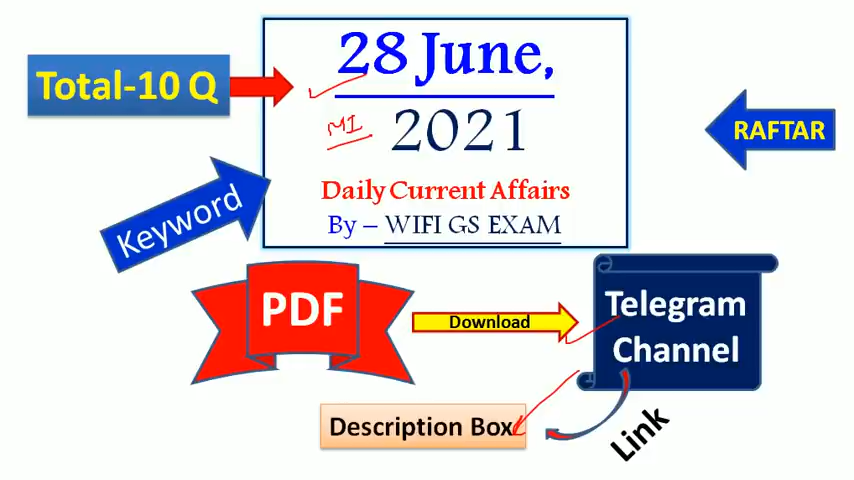 Total-10 Q
28 June,
MI
2021
RAFTAR
Daily Current Affairs
By – WIFI GS EXAM
Keyword
PDF
Download
Telegram
Channel
Description Box
Link